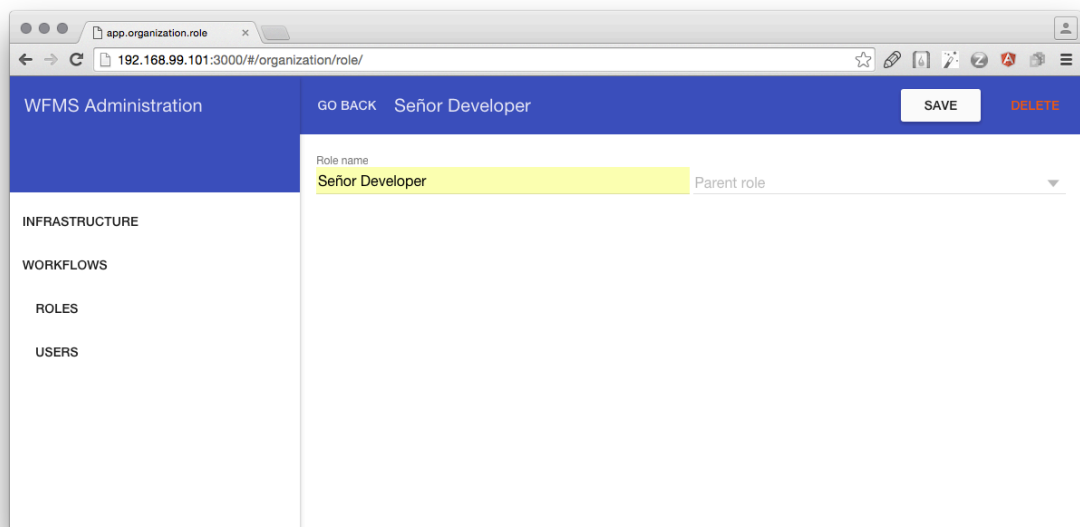 app.organization.role
192.168.99.101:3000/#/organization/role/
WFMS Administration
GO BACK Señor Developer SAVE DELETE
Role name
Señor Developer
Parent role
INFRASTRUCTURE
WORKFLOWS
ROLES
USERS